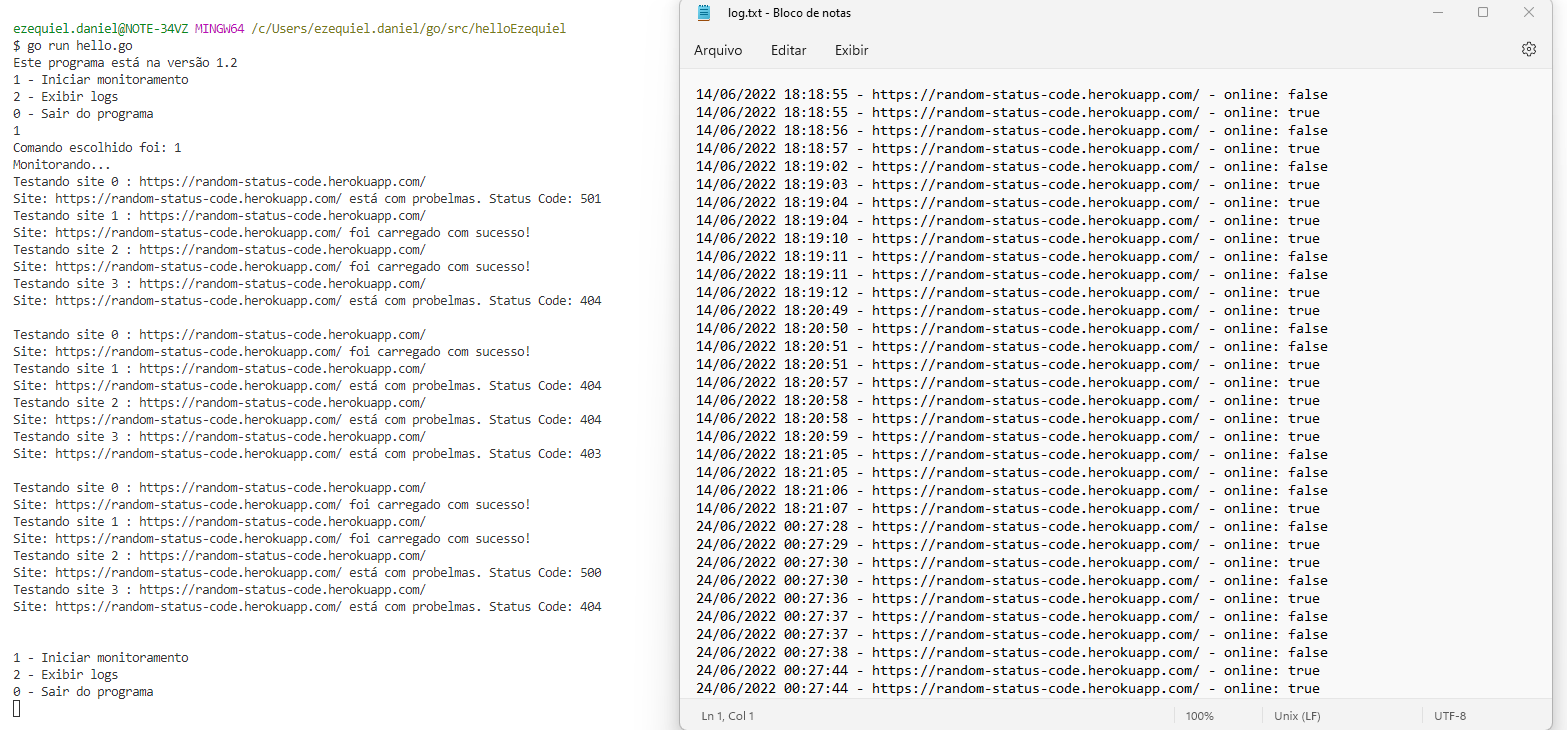 ezequiel.daniel@NOTE-34VZ MINGW64 /c/Users/ezequiel.daniel/go/src/helloEzequiel
$ go run hello.go
Este programa está na versão 1.2
1 - Iniciar monitoramento
2 - Exibir logs
0 - Sair do programa
1
Comando escolhido foi: 1
Monitorando...
Testando site 0 : https://random-status-code.herokuapp.com/
Site: https://random-status-code.herokuapp.com/ está com probelmas. Status Code: 501
Testando site 1 : https://random-status-code.herokuapp.com/
Site: https://random-status-code.herokuapp.com/ foi carregado com sucesso!
Testando site 2 : https://random-status-code.herokuapp.com/
Site: https://random-status-code.herokuapp.com/ foi carregado com sucesso!
Testando site 3 : https://random-status-code.herokuapp.com/
Site: https://random-status-code.herokuapp.com/ está com probelmas. Status Code: 404
Testando site 0 : https://random-status-code.herokuapp.com/
Site: https://random-status-code.herokuapp.com/ foi carregado com sucesso!
Testando site 1 : https://random-status-code.herokuapp.com/
Site: https://random-status-code.herokuapp.com/ está com probelmas. Status Code: 404
Testando site 2 : https://random-status-code.herokuapp.com/
Site: https://random-status-code.herokuapp.com/ está com probelmas. Status Code: 404
Testando site 3 : https://random-status-code.herokuapp.com/
Site: https://random-status-code.herokuapp.com/ está com probelmas. Status Code: 403
Testando site 0 : https://random-status-code.herokuapp.com/
Site: https://random-status-code.herokuapp.com/ foi carregado com sucesso!
Testando site 1 : https://random-status-code.herokuapp.com/
Site: https://random-status-code.herokuapp.com/ foi carregado com sucesso!
Testando site 2 : https://random-status-code.herokuapp.com/
Site: https://random-status-code.herokuapp.com/ está com probelmas. Status Code: 500
Testando site 3 : https://random-status-code.herokuapp.com/
Site: https://random-status-code.herokuapp.com/ está com probelmas. Status Code: 404
1 - Iniciar monitoramento
2 - Exibir logs
0 - Sair do programa
log.txt - Bloco de notas
Arquivo Editar Exibir
14/06/2022 18:18:55 - https://random-status-code.herokuapp.com/ - online: false
14/06/2022 18:18:55 - https://random-status-code.herokuapp.com/ - online: true
14/06/2022 18:18:56 - https://random-status-code.herokuapp.com/ - online: false
14/06/2022 18:18:57 - https://random-status-code.herokuapp.com/ - online: true
14/06/2022 18:19:02 - https://random-status-code.herokuapp.com/ - online: false
14/06/2022 18:19:03 - https://random-status-code.herokuapp.com/ - online: true
14/06/2022 18:19:04 - https://random-status-code.herokuapp.com/ - online: true
14/06/2022 18:19:04 - https://random-status-code.herokuapp.com/ - online: true
14/06/2022 18:19:10 - https://random-status-code.herokuapp.com/ - online: true
14/06/2022 18:19:11 - https://random-status-code.herokuapp.com/ - online: false
14/06/2022 18:19:11 - https://random-status-code.herokuapp.com/ - online: false
14/06/2022 18:19:12 - https://random-status-code.herokuapp.com/ - online: true
14/06/2022 18:20:49 - https://random-status-code.herokuapp.com/ - online: true
14/06/2022 18:20:50 - https://random-status-code.herokuapp.com/ - online: false
14/06/2022 18:20:51 - https://random-status-code.herokuapp.com/ - online: false
14/06/2022 18:20:51 - https://random-status-code.herokuapp.com/ - online: true
14/06/2022 18:20:57 - https://random-status-code.herokuapp.com/ - online: true
14/06/2022 18:20:58 - https://random-status-code.herokuapp.com/ - online: true
14/06/2022 18:20:58 - https://random-status-code.herokuapp.com/ - online: true
14/06/2022 18:20:59 - https://random-status-code.herokuapp.com/ - online: true
14/06/2022 18:21:05 - https://random-status-code.herokuapp.com/ - online: false
14/06/2022 18:21:05 - https://random-status-code.herokuapp.com/ - online: false
14/06/2022 18:21:06 - https://random-status-code.herokuapp.com/ - online: false
14/06/2022 18:21:07 - https://random-status-code.herokuapp.com/ - online: true
24/06/2022 00:27:28 - https://random-status-code.herokuapp.com/ - online: false
24/06/2022 00:27:29 - https://random-status-code.herokuapp.com/ - online: true
24/06/2022 00:27:30 - https://random-status-code.herokuapp.com/ - online: true
24/06/2022 00:27:30 - https://random-status-code.herokuapp.com/ - online: false
24/06/2022 00:27:36 - https://random-status-code.herokuapp.com/ - online: true
24/06/2022 00:27:37 - https://random-status-code.herokuapp.com/ - online: false
24/06/2022 00:27:37 - https://random-status-code.herokuapp.com/ - online: false
24/06/2022 00:27:38 - https://random-status-code.herokuapp.com/ - online: false
24/06/2022 00:27:44 - https://random-status-code.herokuapp.com/ - online: true
24/06/2022 00:27:44 - https://random-status-code.herokuapp.com/ - online: true
Ln 1, Col 1 100% Unix (LF) UTF-8